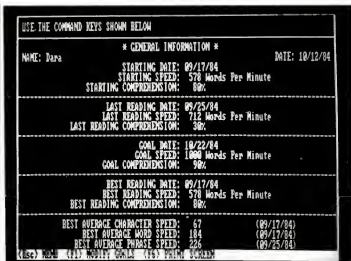 USE THE COMMAND KEYS SHOWN BELOW
* GENERAL INFORMATION *
NAME: Dara DATE: 10/12/84
STARTING DATE: 09/17/84
STARTING SPEED: 578 Words Per Minute
STARTING COMPREHENSION: 80%
LAST READING DATE: 09/25/84
LAST READING SPEED: 712 Words Per Minute
LAST READING COMPREHENSION: 30%
GOAL DATE: 10/22/84
GOAL SPEED: 1000 Words Per Minute
GOAL COMPREHENSION: 90%
BEST READING DATE: 09/17/84
BEST READING SPEED: 578 Words Per Minute
BEST READING COMPREHENSION: 80%
BEST AVERAGE CHARACTER SPEED: 67 (09/17/84)
BEST AVERAGE WORD SPEED: 184 (09/17/84)
BEST AVERAGE PHRASE SPEED: 226 (09/25/84)
(Esc) MENU (F1) MODIFY GOALS (F6) PRINT SCREEN